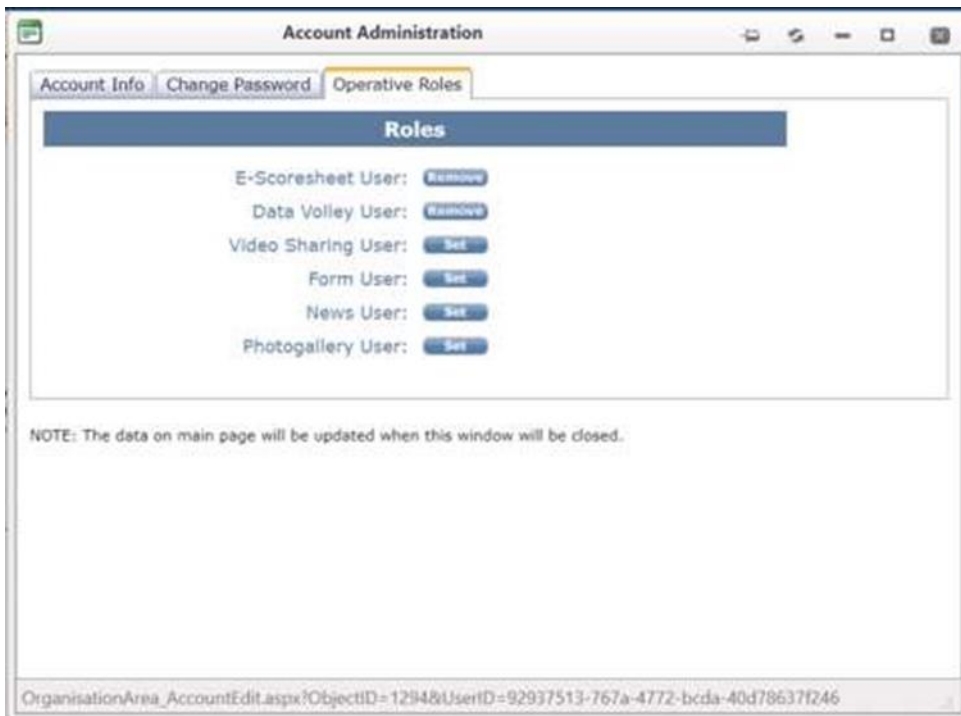 Account Administration
Account Info Change Password Operative Roles
Roles
E-Scoresheet User: Remove
Data Volley User: Remove
Video Sharing User: Set
Form User: Set
News User: Set
Photogallery User: Set
NOTE: The data on main page will be updated when this window will be closed.
OrganisationArea_AccountEdit.aspx?ObjectID=1294&UserID=92937513-767a-4772-bcda-40d78637f246